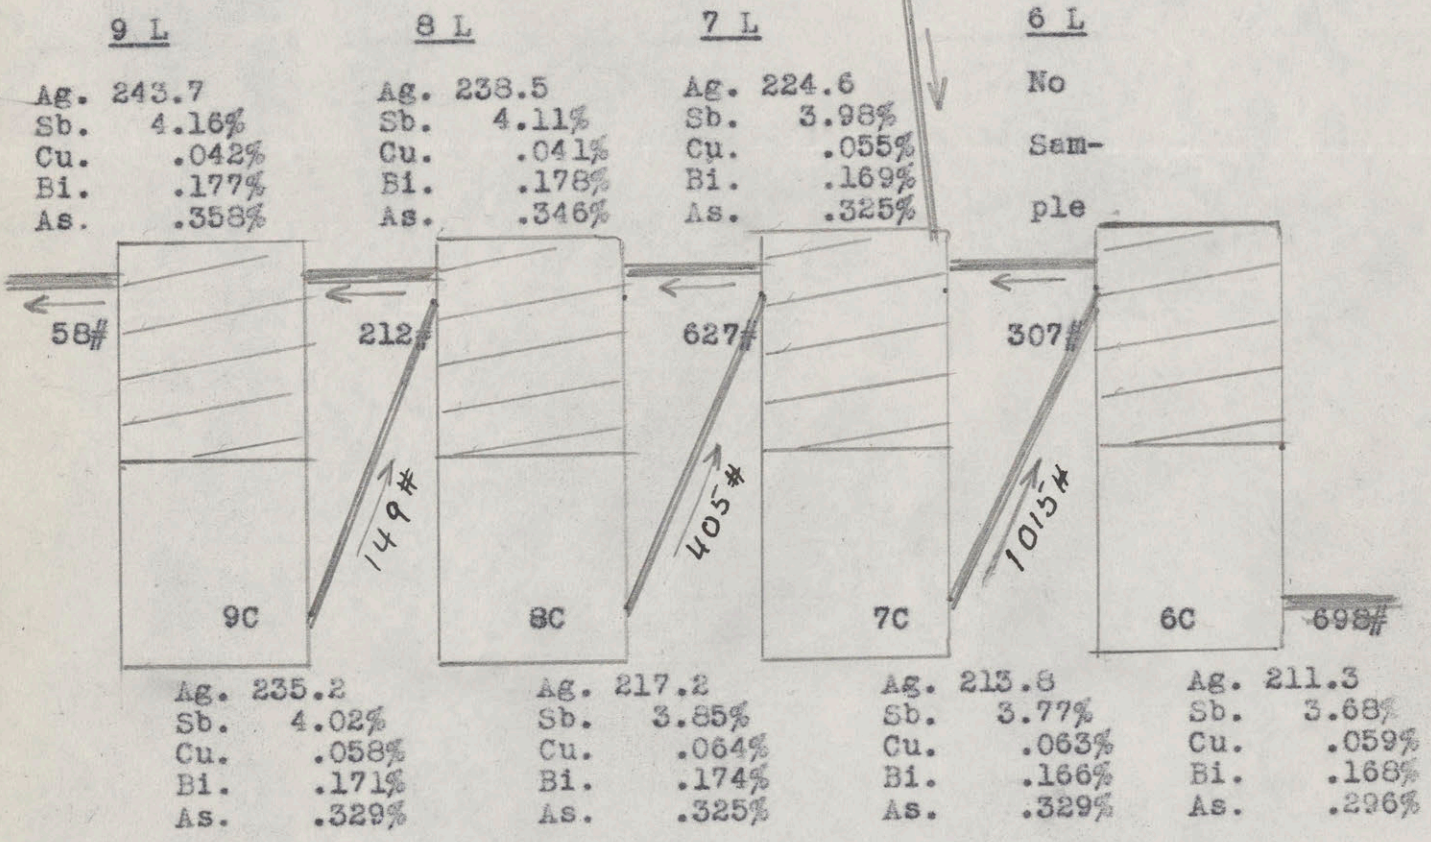 9 L 8 L 7 L 6 L
Ag. 243.7 Ag. 238.5 Ag. 224.6 No
Sb. 4.16% Sb. 4.11% Sb. 3.98%
Cu. .042% Cu. .041% Cu. .055% Sam-
Bi. .177% Bi. .178% Bi. .169%
As. .358% As. .346% As. .325% ple
58# 212# 627# 307#
149# 405# 1015#
9C 8C 7C 6C 698#
Ag. 235.2 Ag. 217.2 Ag. 213.8 Ag. 211.3
Sb. 4.02% Sb. 3.85% Sb. 3.77% Sb. 3.68%
Cu. .058% Cu. .064% Cu. .063% Cu. .059%
Bi. .171% Bi. .174% Bi. .166% Bi. .168%
As. .329% As. .325% As. .329% As. .296%